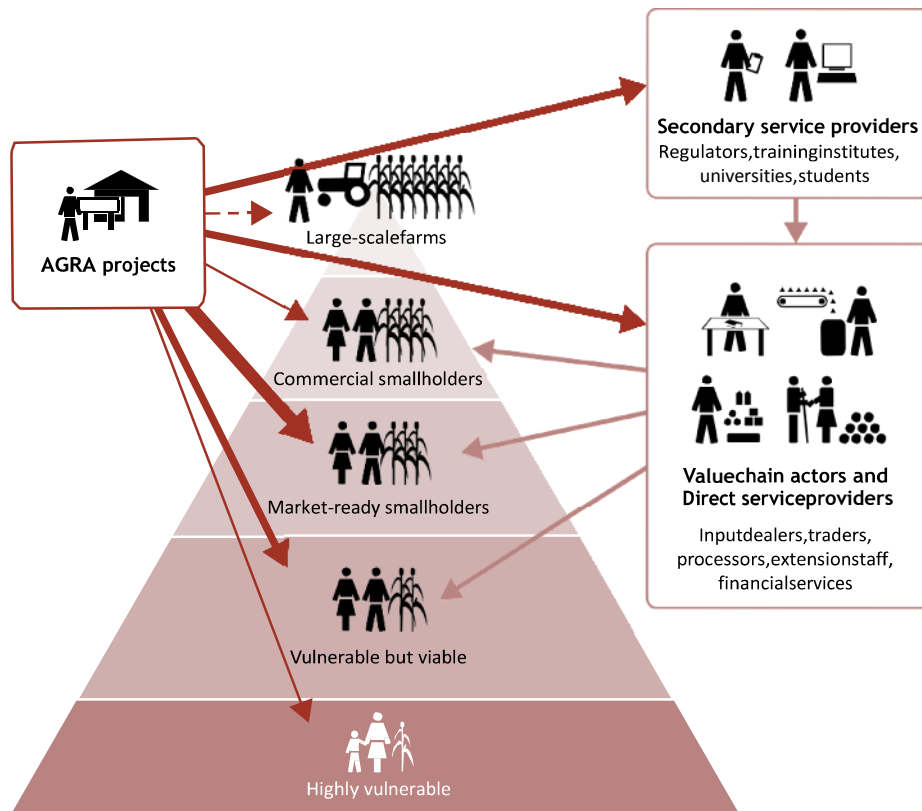 AGRA projects
Large-scalefarms
Commercial smallholders
Market-ready smallholders
Vulnerable but viable
Highly vulnerable
Secondary service providers
Regulators,traininginstitutes,
universities,students
Valuechain actors and
Direct serviceproviders
Inputdealers,traders,
processors,extensionstaff,
financialservices